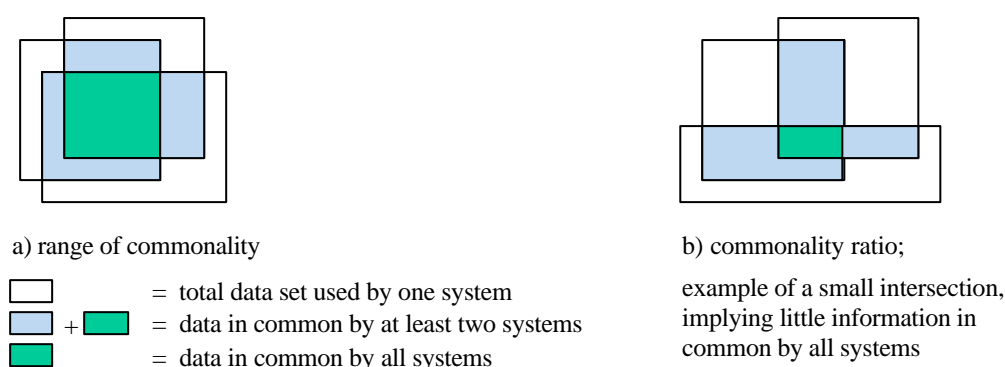 a) range of commonality
= total data set used by one system
+ = data in common by at least two systems
= data in common by all systems
b) commonality ratio;
example of a small intersection,
implying little information in
common by all systems